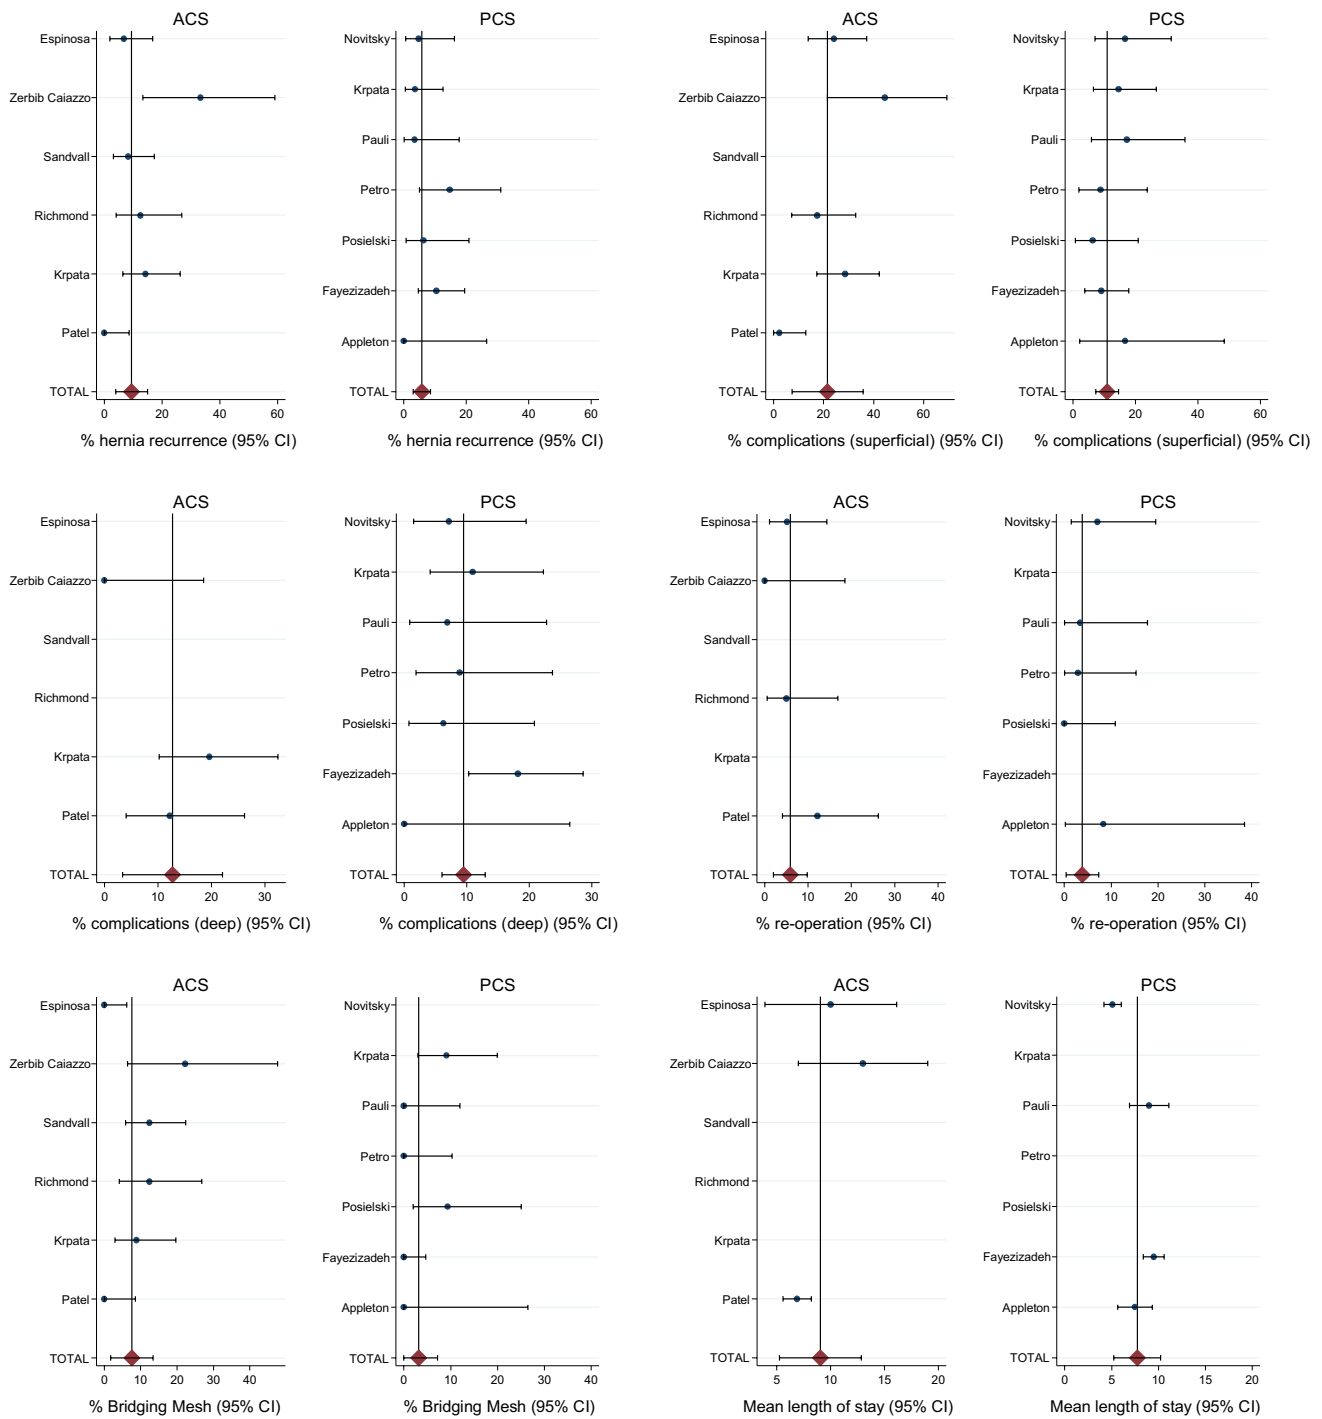 ACS
Espinosa
Zerbib Caiazzo
Sandvall
Richmond
Krpata
Patel
TOTAL
0 20 40 60
% hernia recurrence (95% CI)
PCS
Novitsky
Krpata
Pauli
Petro
Posielski
Fayezizadeh
Appleton
TOTAL
0 20 40 60
% hernia recurrence (95% CI)
ACS
Espinosa
Zerbib Caiazzo
Sandvall
Richmond
Krpata
Patel
TOTAL
0 20 40 60
% complications (superficial) (95% CI)
PCS
Novitsky
Krpata
Pauli
Petro
Posielski
Fayezizadeh
Appleton
TOTAL
0 20 40 60
% complications (superficial) (95% CI)
ACS
Espinosa
Zerbib Caiazzo
Sandvall
Richmond
Krpata
Patel
TOTAL
0 10 20 30
% complications (deep) (95% CI)
PCS
Novitsky
Krpata
Pauli
Petro
Posielski
Fayezizadeh
Appleton
TOTAL
0 10 20 30
% complications (deep) (95% CI)
ACS
Espinosa
Zerbib Caiazzo
Sandvall
Richmond
Krpata
Patel
TOTAL
0 10 20 30 40
% re-operation (95% CI)
PCS
Novitsky
Krpata
Pauli
Petro
Posielski
Fayezizadeh
Appleton
TOTAL
0 10 20 30 40
% re-operation (95% CI)
ACS
Espinosa
Zerbib Caiazzo
Sandvall
Richmond
Krpata
Patel
TOTAL
0 10 20 30 40
% Bridging Mesh (95% CI)
PCS
Novitsky
Krpata
Pauli
Petro
Posielski
Fayezizadeh
Appleton
TOTAL
0 10 20 30 40
% Bridging Mesh (95% CI)
ACS
Espinosa
Zerbib Caiazzo
Sandvall
Richmond
Krpata
Patel
TOTAL
5 10 15 20
Mean length of stay (95% CI)
PCS
Novitsky
Krpata
Pauli
Petro
Posielski
Fayezizadeh
Appleton
TOTAL
0 5 10 15 20
Mean length of stay (95% CI)